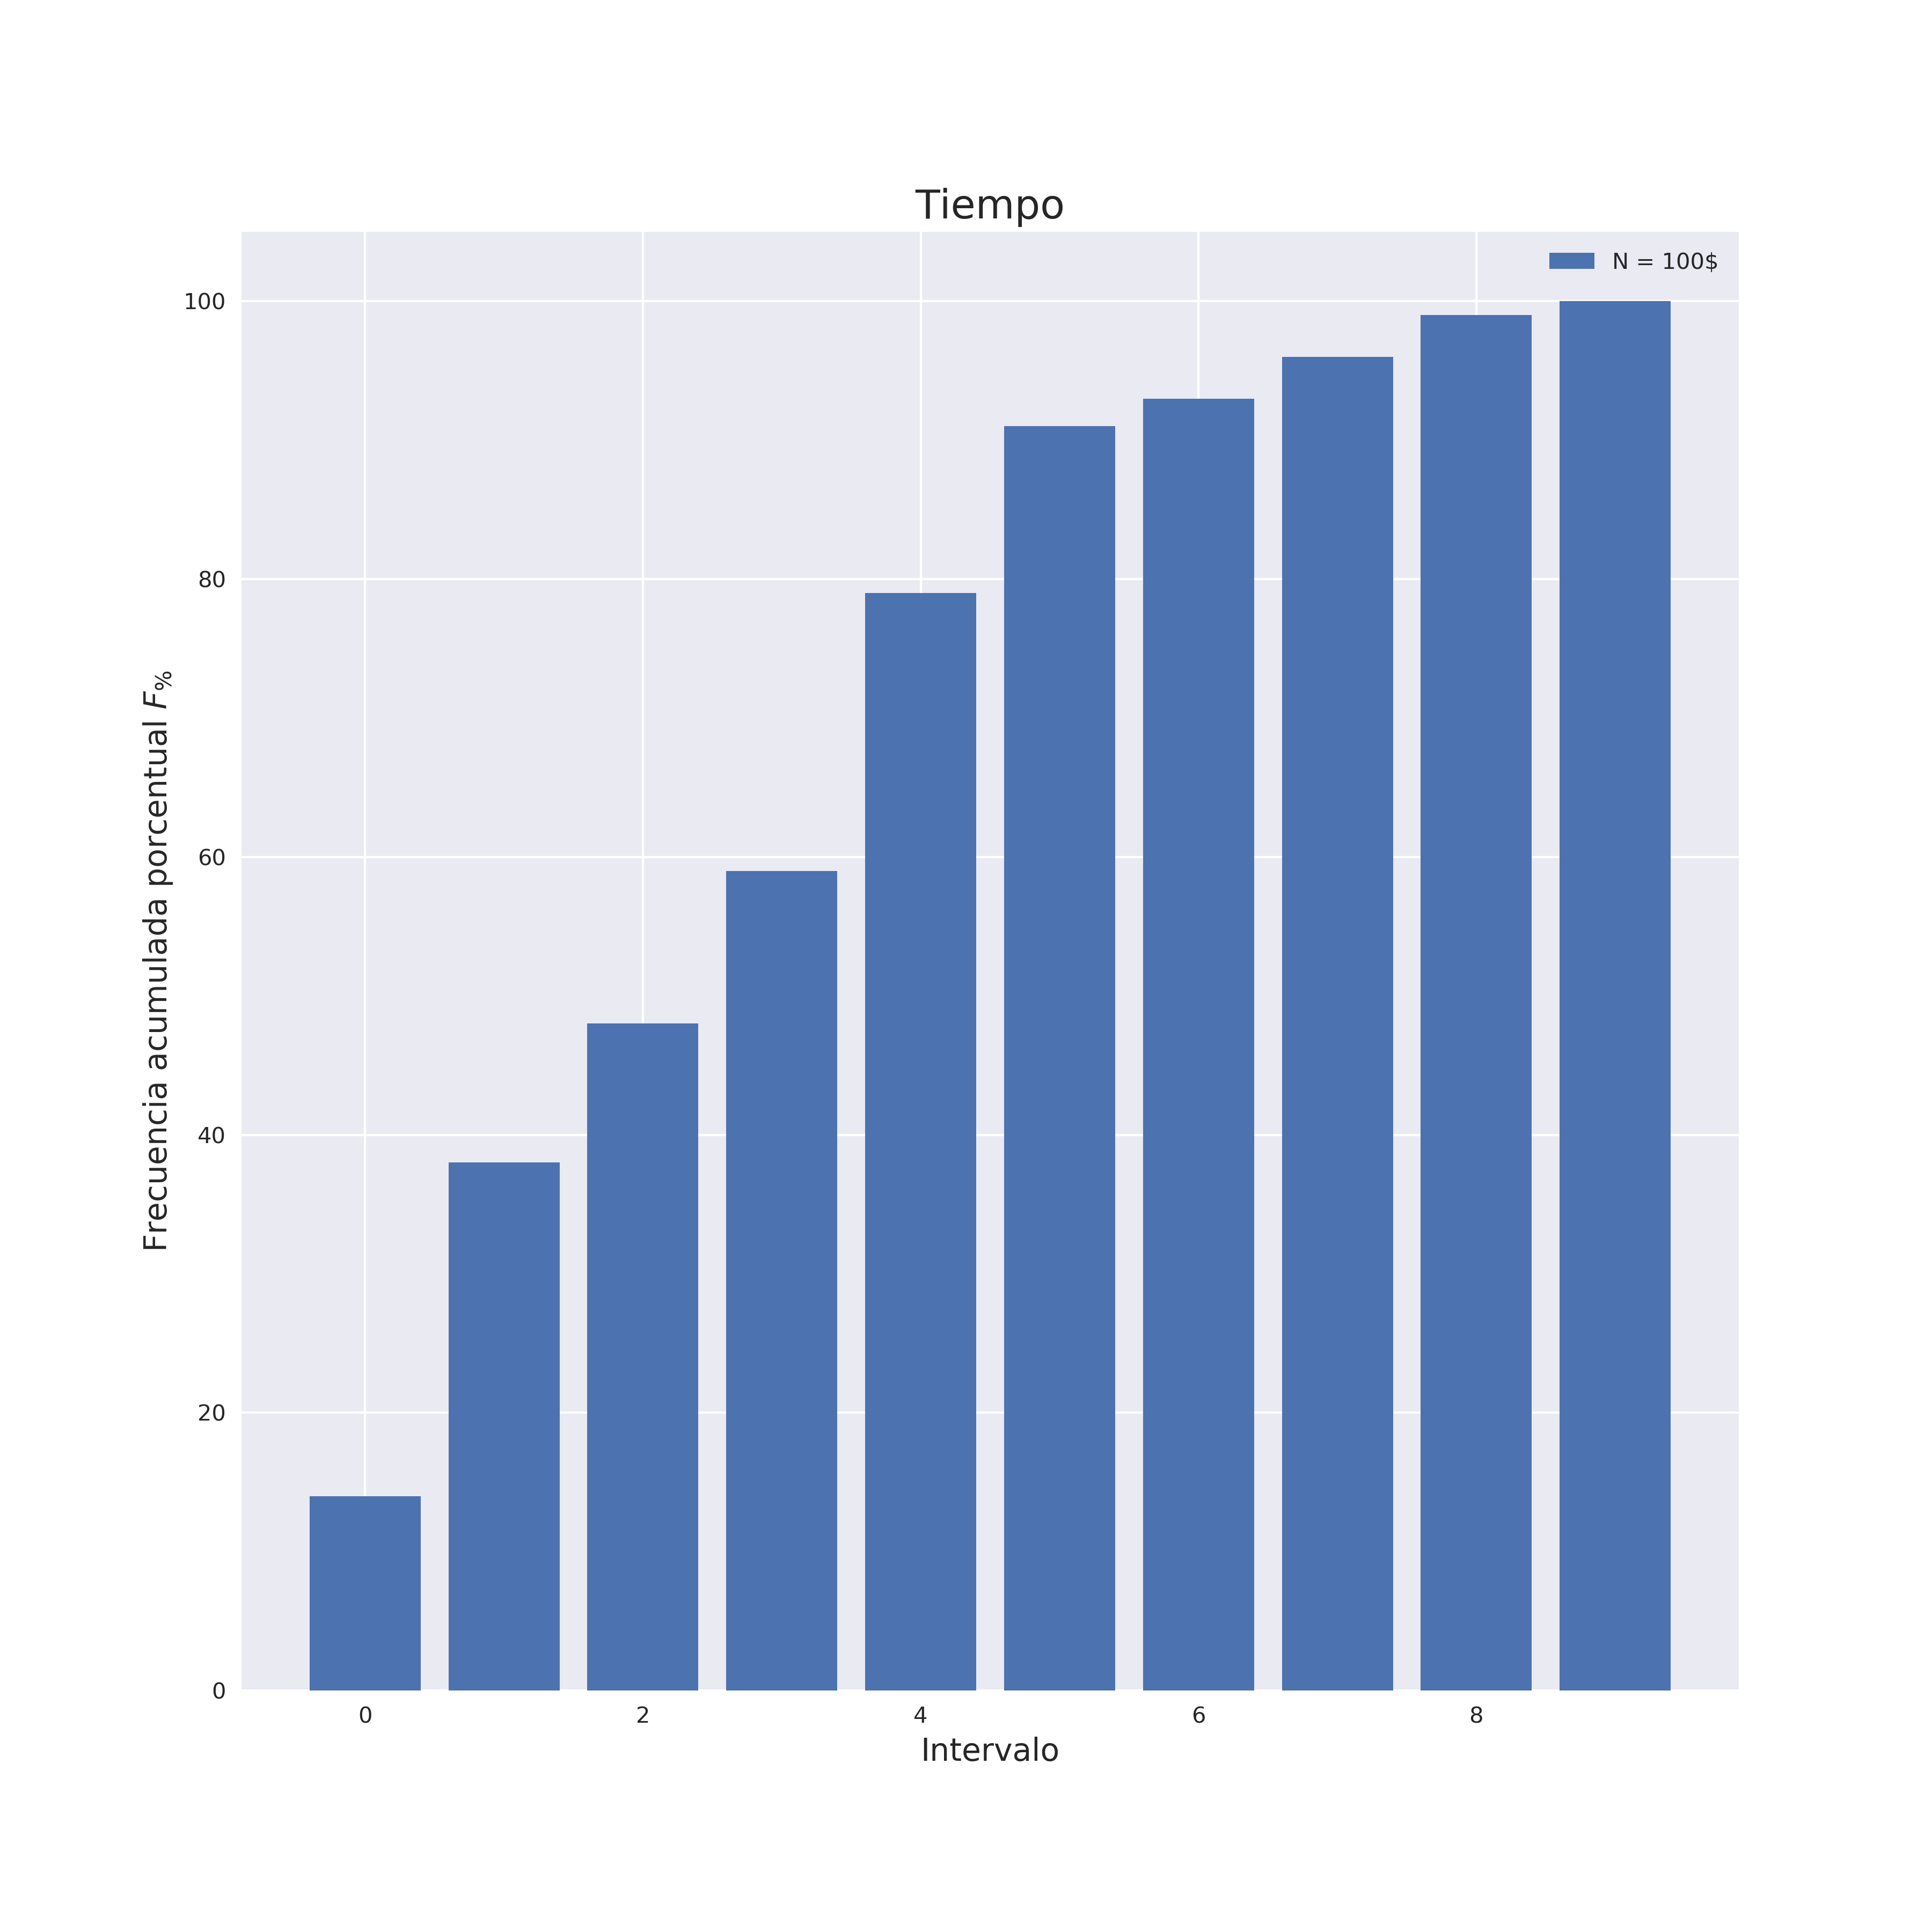 Tiempo
N = 100$
Frecuencia acumulada porcentual F%
100
80
60
40
20
0
0 2 4 6 8
Intervalo